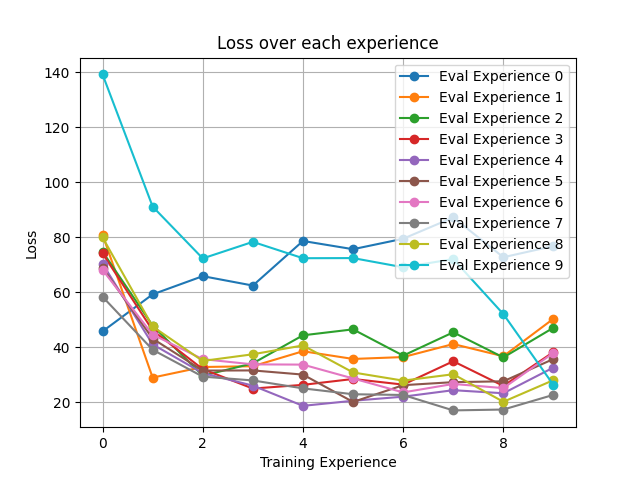 Loss over each experience
140
120
100
80
60
40
20
Loss
0
2
4
6
8
Training Experience
Eval Experience 0
Eval Experience 1
Eval Experience 2
Eval Experience 3
Eval Experience 4
Eval Experience 5
Eval Experience 6
Eval Experience 7
Eval Experience 8
Eval Experience 9